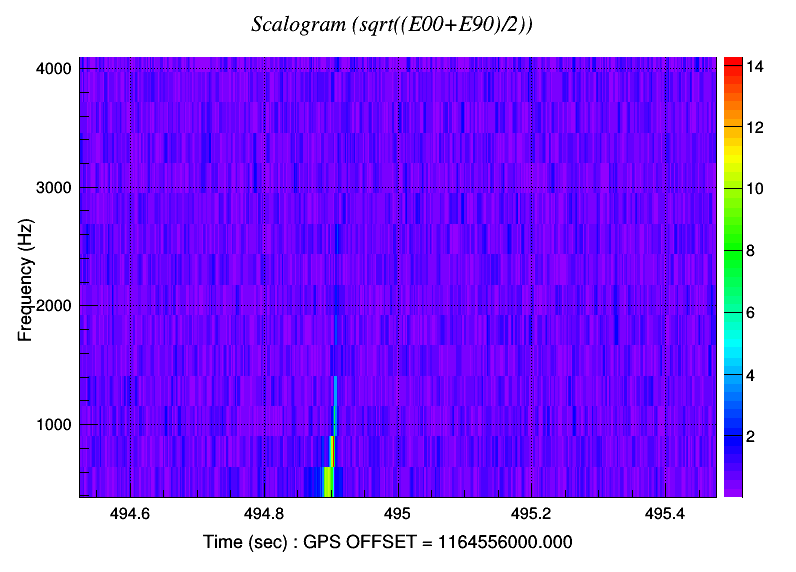 Scalogram (sqrt((E00+E90)/2))
4000
3000
2000
1000
Frequency (Hz)
14
12
10
8
6
4
2
494.6 494.8 495 495.2 495.4
Time (sec) : GPS OFFSET = 1164556000.000